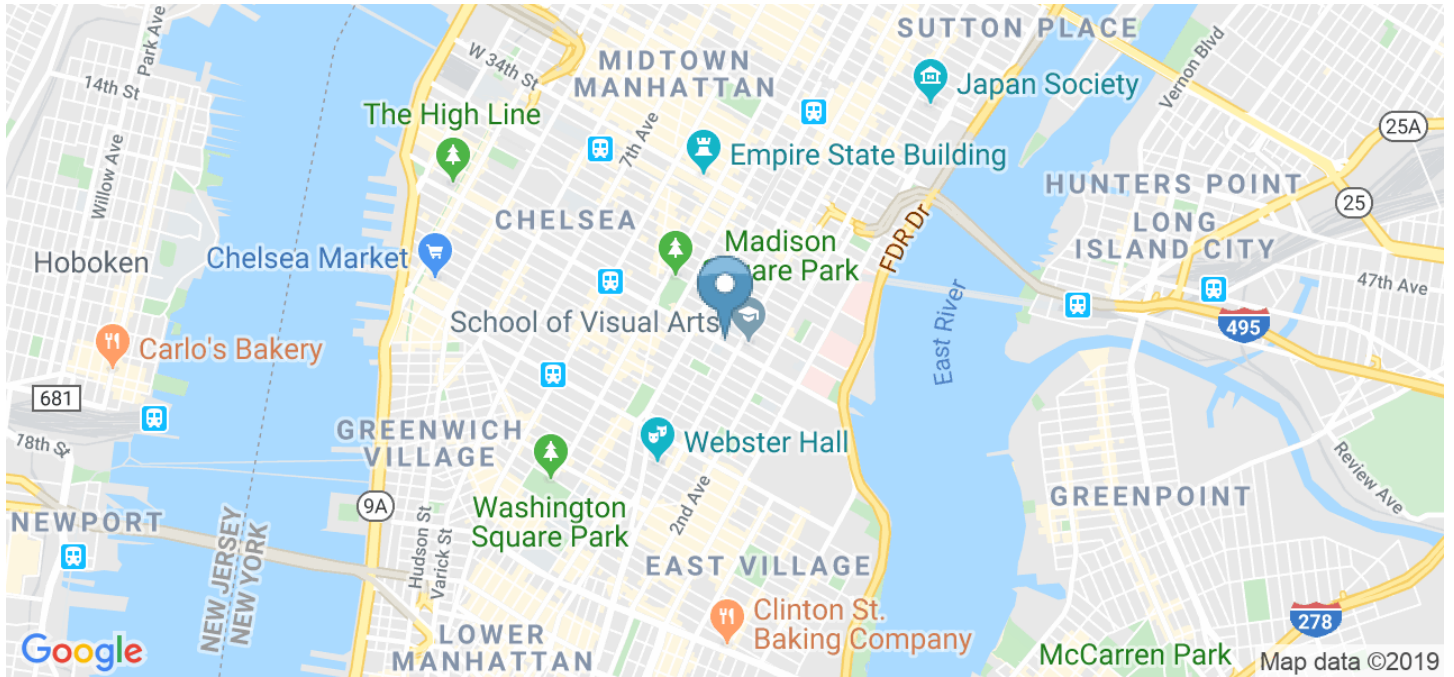 SUTTON PLACE
Park Ave
W 34th St
MIDTOWN
MANHATTAN
Japan Society
Vernon Blvd
14th St
The High Line
7th Ave
25A
Empire State Building
Willow Ave
HUNTERS POINT
25
CHELSEA
LONG
ISLAND CITY
FDR Dr
Madison
uare Park
Hoboken
Chelsea Market
47th Ave
School of Visual Arts
East River
495
Carlo's Bakery
681
18th St
GREENWICH
VILLAGE
Webster Hall
Review Ave
9A
Washington
Square Park
2nd Ave
GREENPOINT
NEWPORT
Hudson St
Varick St
NEW JERSEY
NEW YORK
EAST VILLAGE
Clinton St.
Baking Company
278
LOWER
MANHATTAN
Google
McCarren Park
Map data ©2019